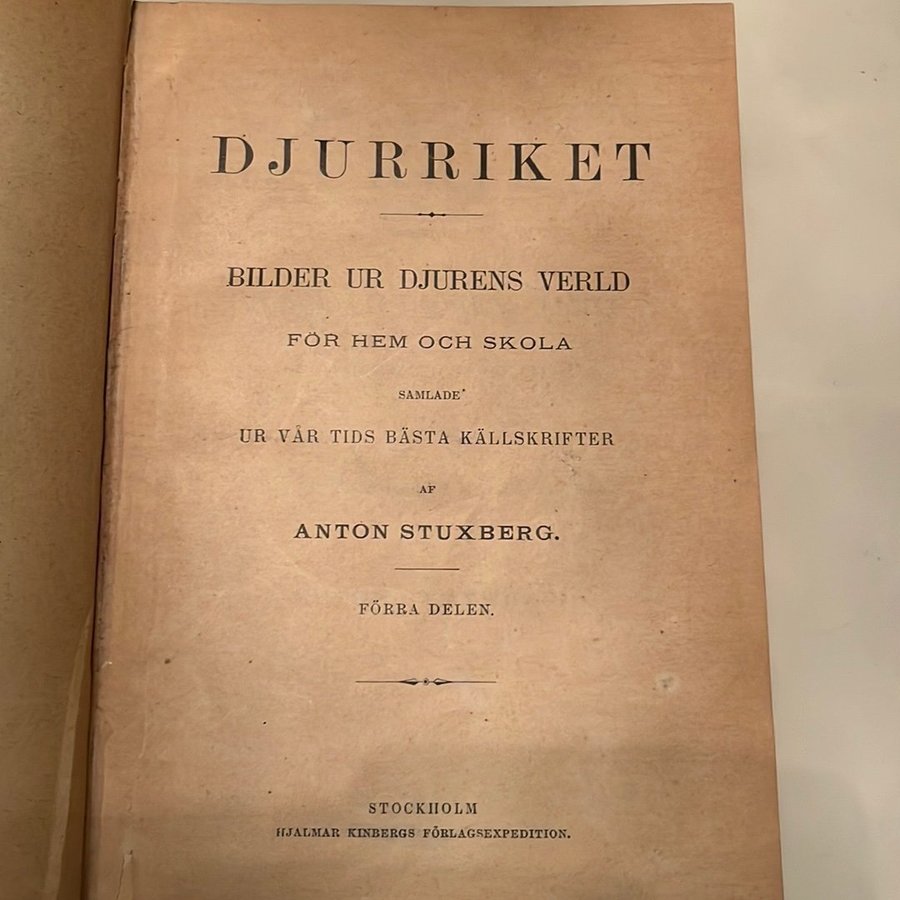 DJURRIKET
BILDER UR DJURENS VERLD
FÖR HEM OCH SKOLA
SAMLADE
UR VÅR TIDS BÄSTA KÄLLSKRIFTER
AF
ANTON STUXBERG.
FÖRRA DELEN.
STOCKHOLM
HJALMAR KINBERGS FÖRLAGSEXPEDITION.